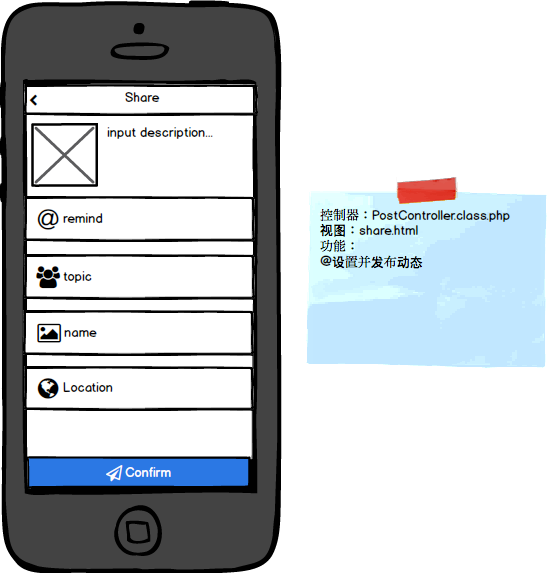 Share
input description...
@ remind
topic
name
Location
Confirm
控制器：PostController.class.php
视图：share.html
功能：
@设置并发布动态